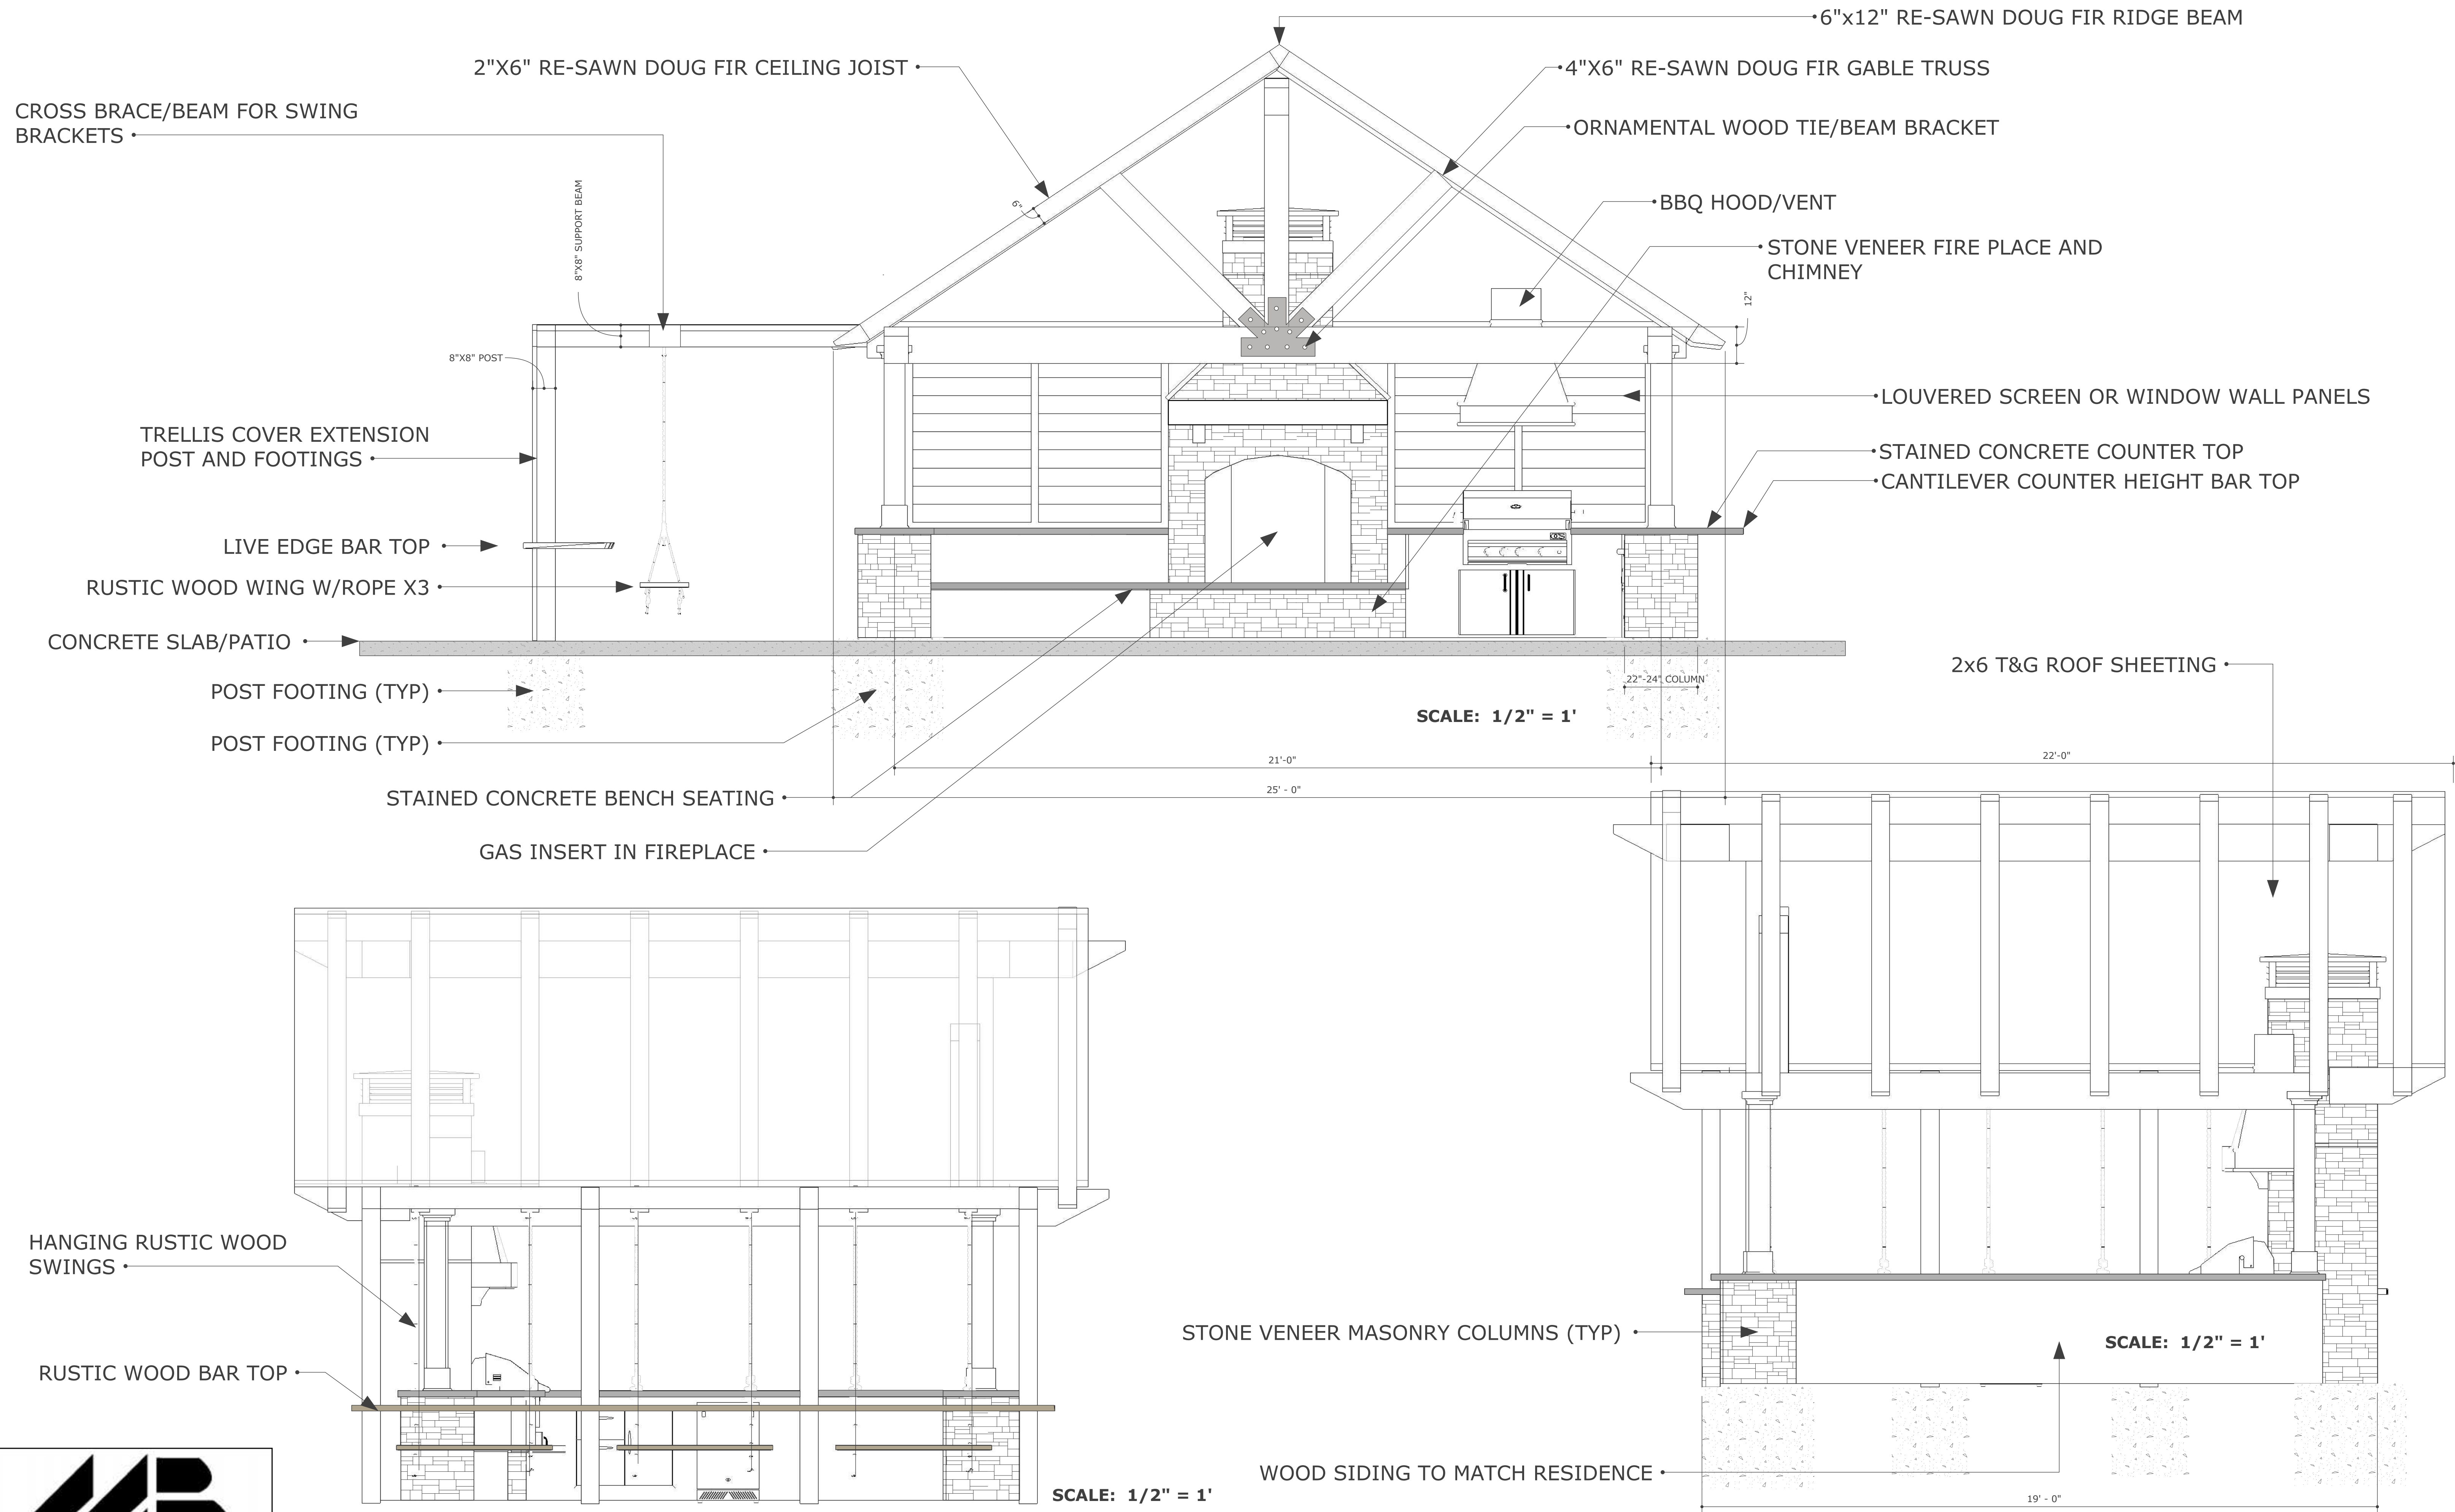 6"x12" RE-SAWN DOUG FIR RIDGE BEAM
2"X6" RE-SAWN DOUG FIR CEILING JOIST
4"X6" RE-SAWN DOUG FIR GABLE TRUSS
CROSS BRACE/BEAM FOR SWING
BRACKETS
ORNAMENTAL WOOD TIE/BEAM BRACKET
8"X8" SUPPORT BEAM
6"
BBQ HOOD/VENT
STONE VENEER FIRE PLACE AND
CHIMNEY
12"
8"X8" POST
LOUVERED SCREEN OR WINDOW WALL PANELS
TRELLIS COVER EXTENSION
POST AND FOOTINGS
STAINED CONCRETE COUNTER TOP
CANTILEVER COUNTER HEIGHT BAR TOP
LIVE EDGE BAR TOP
RUSTIC WOOD WING W/ROPE X3
CONCRETE SLAB/PATIO
2x6 T&G ROOF SHEETING
22"-24" COLUMN
POST FOOTING (TYP)
SCALE: 1/2" = 1'
POST FOOTING (TYP)
21'-0"
22'-0"
STAINED CONCRETE BENCH SEATING
25' - 0"
GAS INSERT IN FIREPLACE
HANGING RUSTIC WOOD
SWINGS
STONE VENEER MASONRY COLUMNS (TYP)
SCALE: 1/2" = 1'
RUSTIC WOOD BAR TOP
WOOD SIDING TO MATCH RESIDENCE
SCALE: 1/2" = 1'
19' - 0"